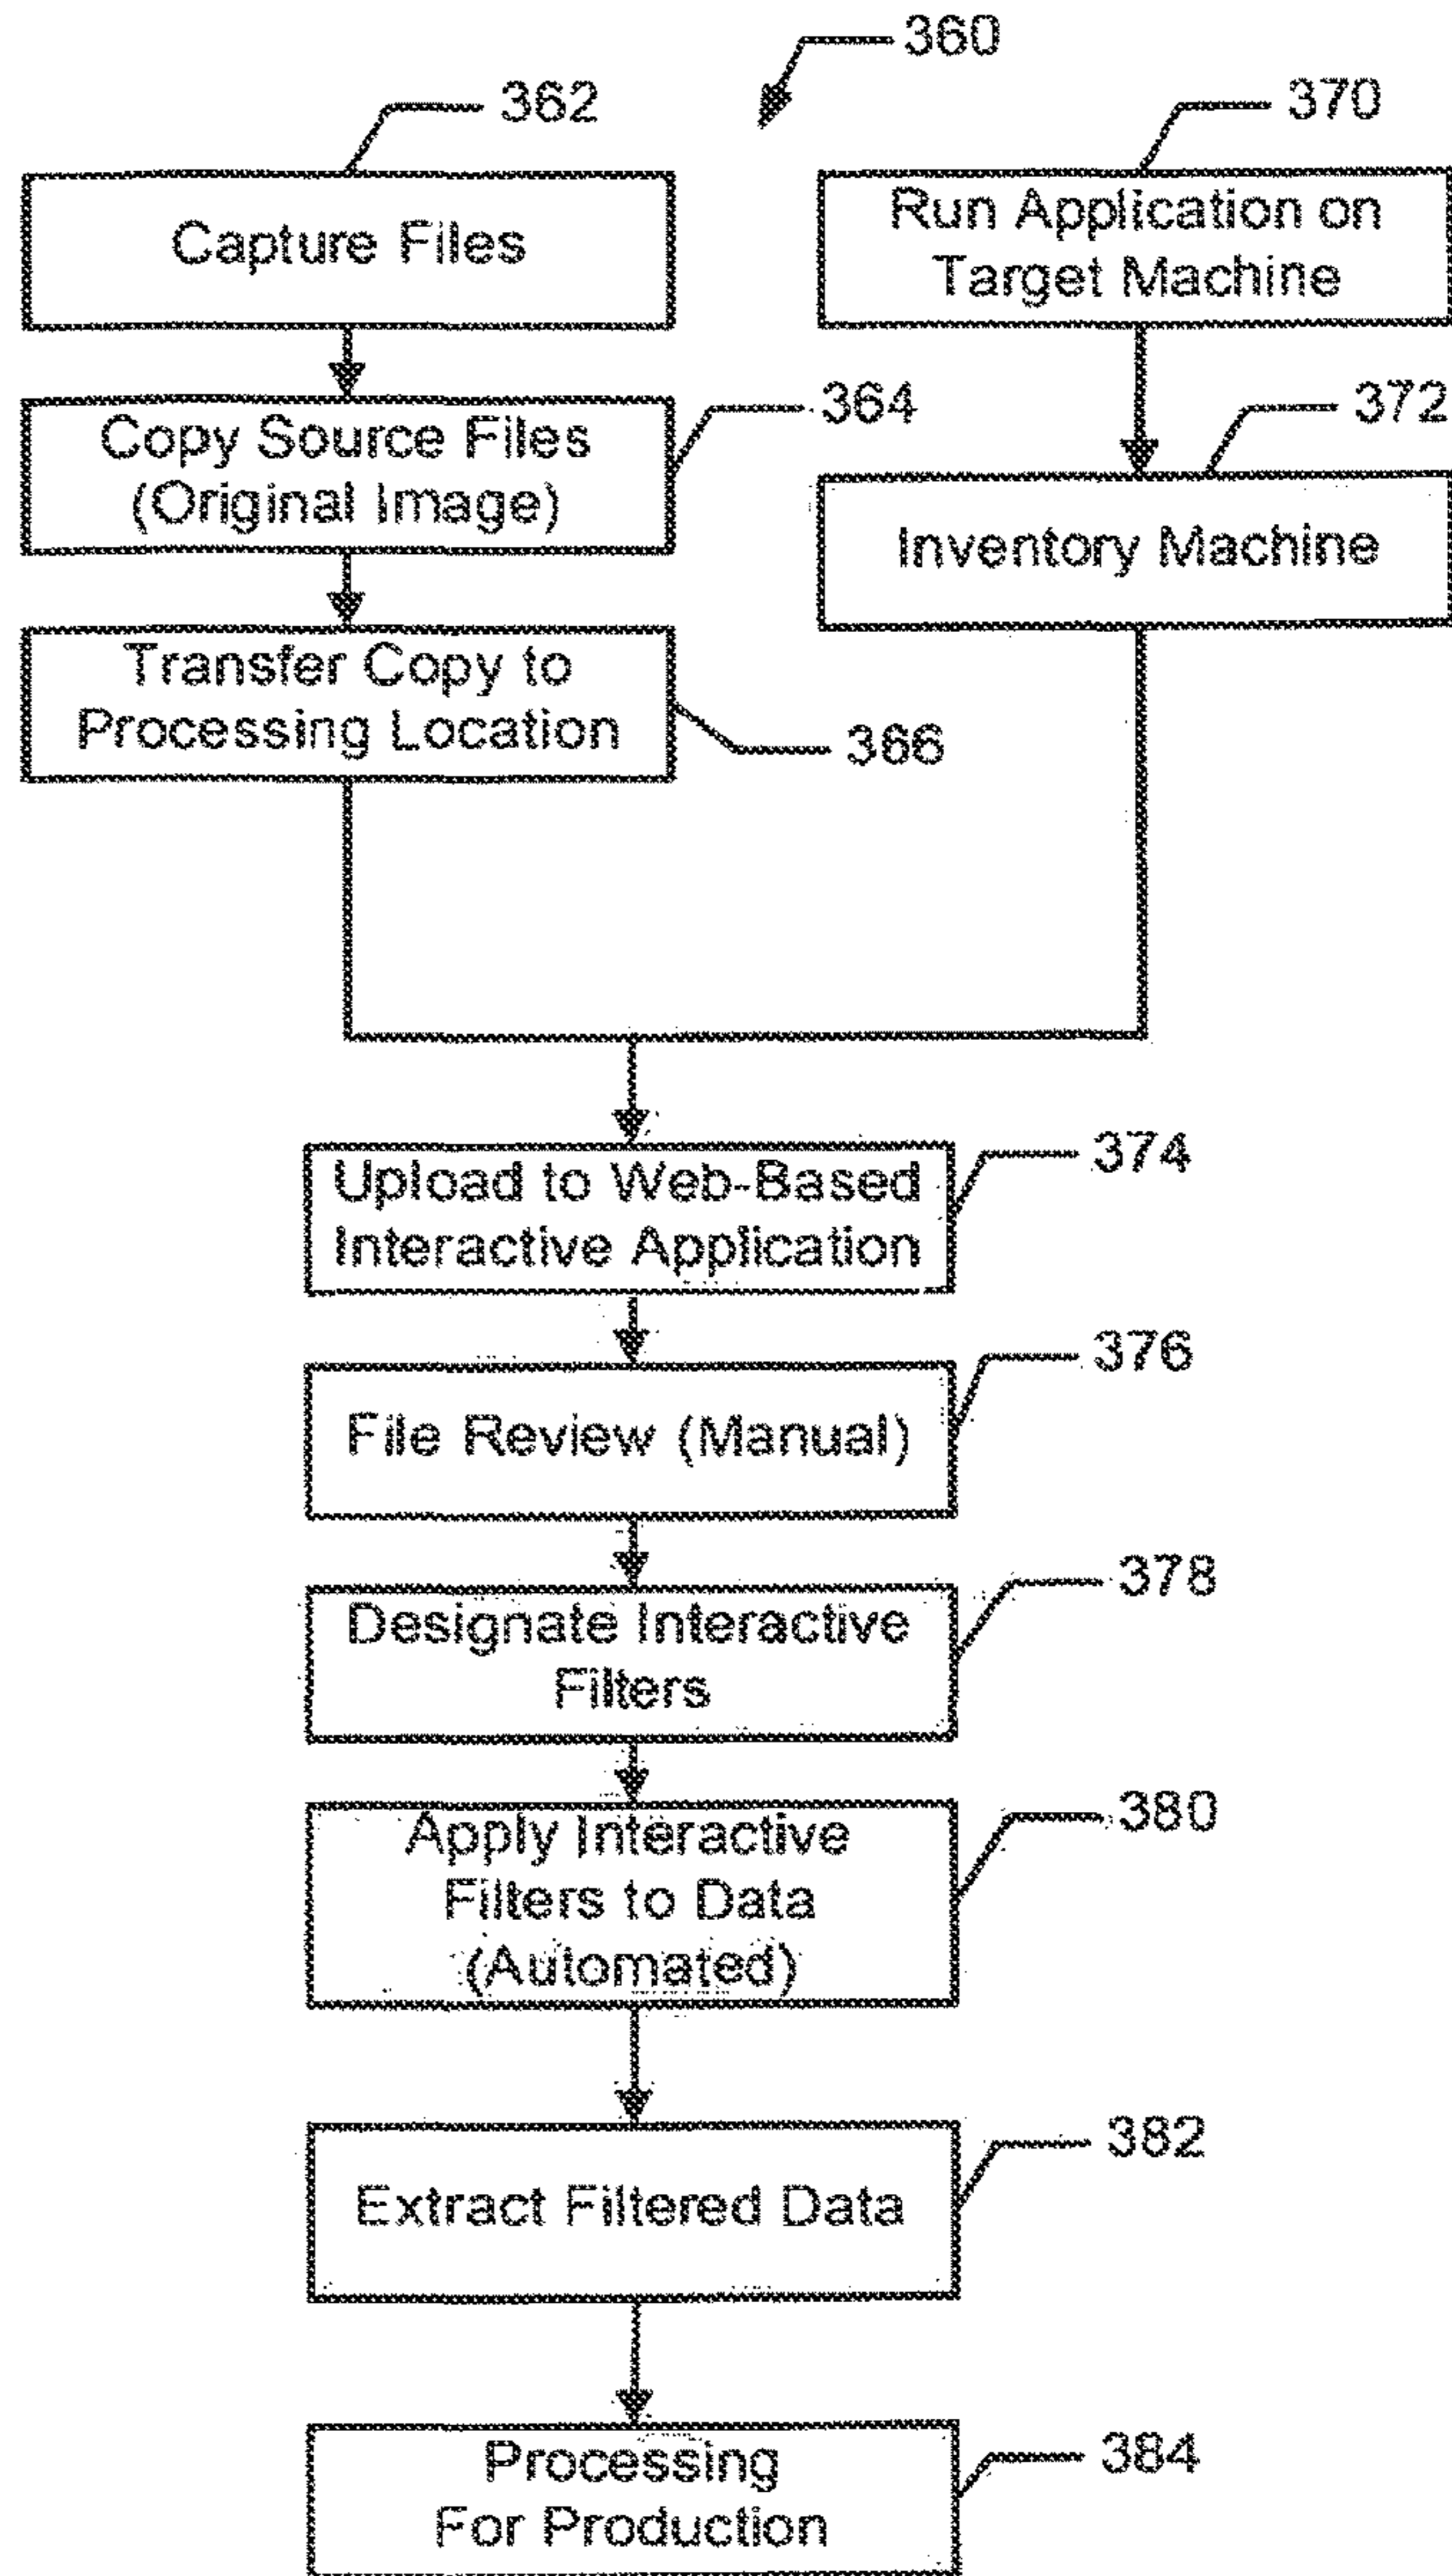 360
362
370
Capture Files
Run Application on
Target Machine
364
372
Copy Source Files
(Original Image)
Inventory Machine
Transfer Copy to
Processing Location
366
Upload to Web-Based
Interactive Application
374
File Review (Manual)
376
Designate Interactive
Filters
378
Apply Interactive
Filters to Data
(Automated)
380
Extract Filtered Data
382
Processing
For Production
384